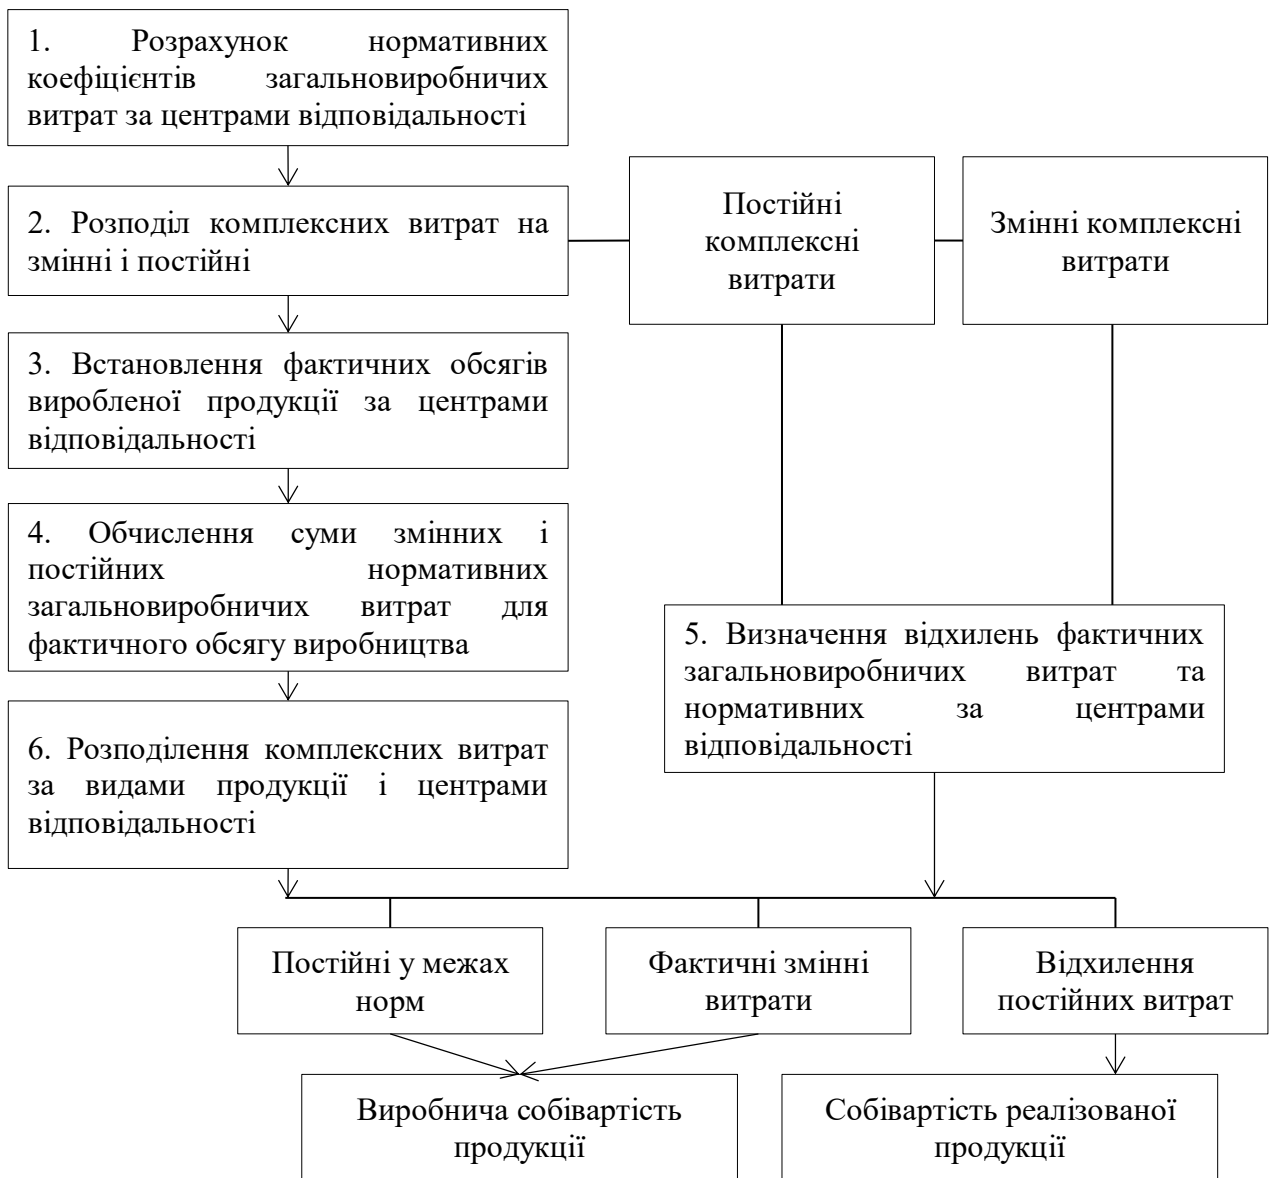 1. Розрахунок нормативних
коефіцієнтів загальновиробничих
витрат за центрами відповідальності
2. Розподіл комплексних витрат на
змінні і постійні
Постійні
комплексні
витрати
Змінні комплексні
витрати
3. Встановлення фактичних обсягів
виробленої продукції за центрами
відповідальності
4. Обчислення суми змінних і
постійних нормативних
загальновиробничих витрат для
фактичного обсягу виробництва
5. Визначення відхилень фактичних
загальновиробничих витрат та
нормативних за центрами
відповідальності
6. Розподілення комплексних витрат
за видами продукції і центрами
відповідальності
Постійні у межах
норм
Фактичні змінні
витрати
Відхилення
постійних витрат
Виробнича собівартість
продукції
Собівартість реалізованої
продукції